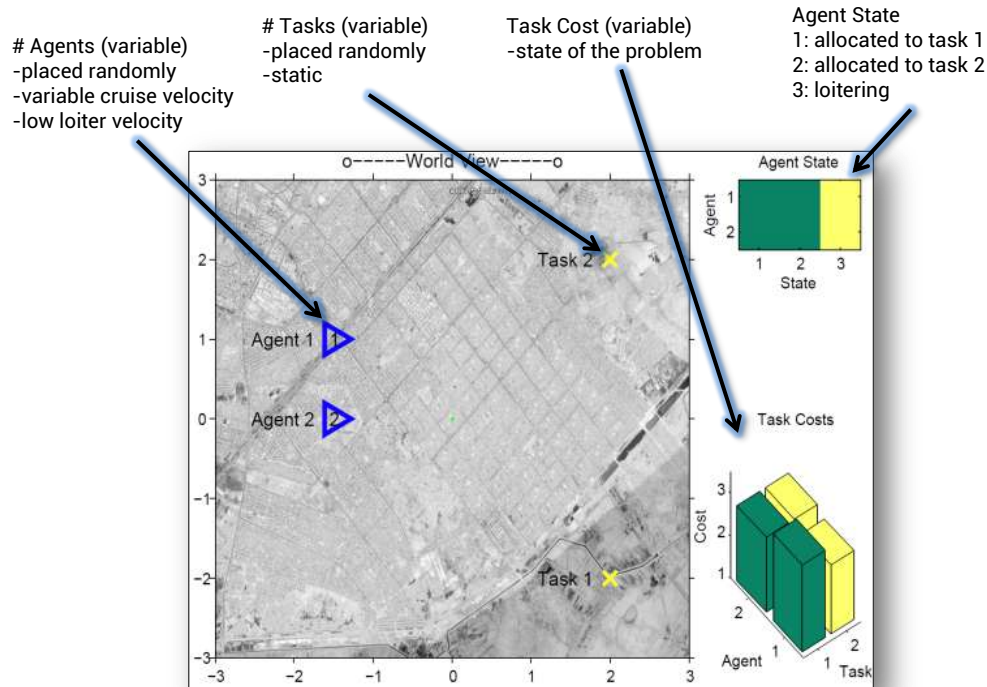 # Agents (variable)
-placed randomly
-variable cruise velocity
-low loiter velocity
# Tasks (variable)
-placed randomly
-static
Task Cost (variable)
-state of the problem
Agent State
1: allocated to task 1
2: allocated to task 2
3: loitering
o------World View-----o
3
2
1
0
−1
−2
−3
−3
−2
−1
0
1
2
3
Task 2
Agent 1
1
Agent 2
2
Task 1
Agent State
Agent
1
2
1
2
3
State
Task Costs
Cost
3
2
1
2
1
Agent
1
2
Task